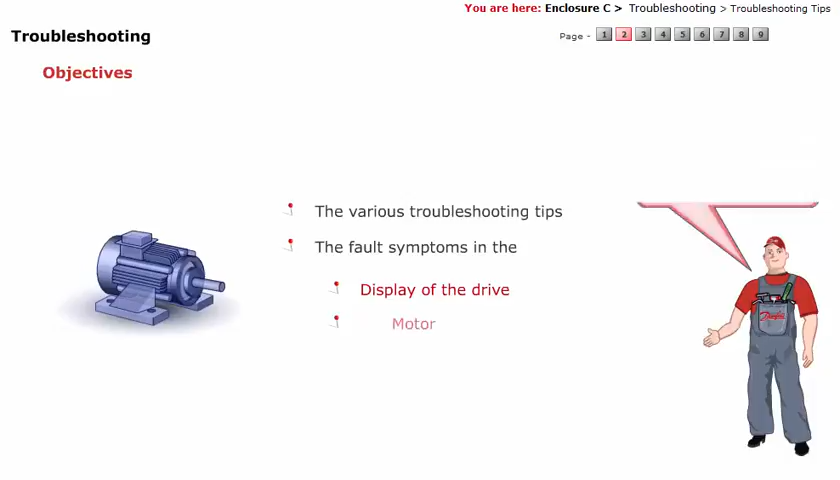 You are here: Enclosure C > Troubleshooting > Troubleshooting Tips
Troubleshooting
Page - 1 2 3 4 5 6 7 8 9
Objectives
The various troubleshooting tips
The fault symptoms in the
Display of the drive
Motor
Danfoss